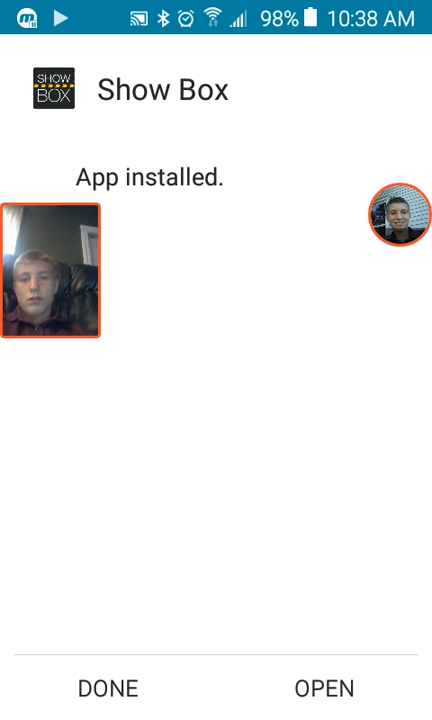 98% 10:38 AM
SHOW
BOX
Show Box
App installed.
DONE
OPEN